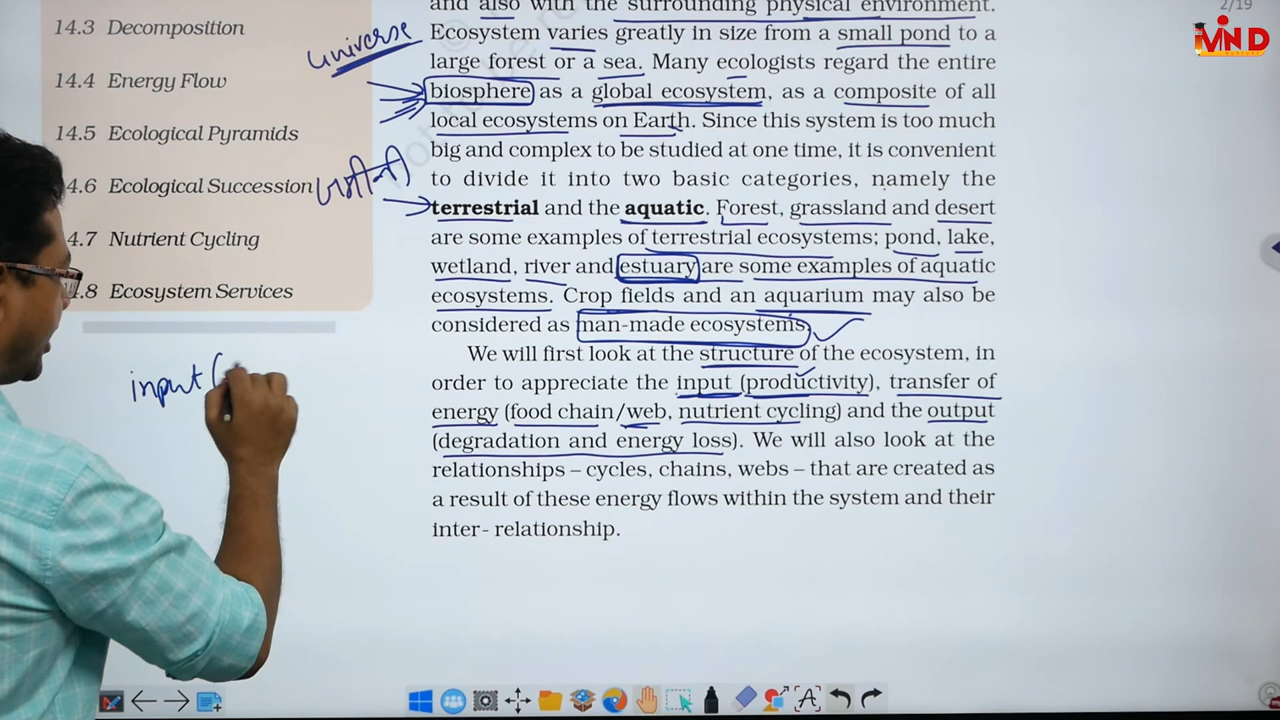 2/19
MIND
14.3 Decomposition
14.4 Energy Flow
14.5 Ecological Pyramids
4.6 Ecological Succession
4.7 Nutrient Cycling
4.8 Ecosystem Services
universe
input (
and also with the surrounding physical environment.
Ecosystem varies greatly in size from a small pond to a
large forest or a sea. Many ecologists regard the entire
biosphere as a global ecosystem, as a composite of all
local ecosystems on Earth. Since this system is too much
big and complex to be studied at one time, it is convenient
to divide it into two basic categories, namely the
terrestrial and the aquatic. Forest, grassland and desert
are some examples of terrestrial ecosystems; pond, lake,
wetland, river and estuary are some examples of aquatic
ecosystems. Crop fields and an aquarium may also be
considered as man-made ecosystems.
We will first look at the structure of the ecosystem, in
order to appreciate the input (productivity), transfer of
energy (food chain/web, nutrient cycling) and the output
(degradation and energy loss). We will also look at the
relationships – cycles, chains, webs – that are created as
a result of these energy flows within the system and their
inter- relationship.